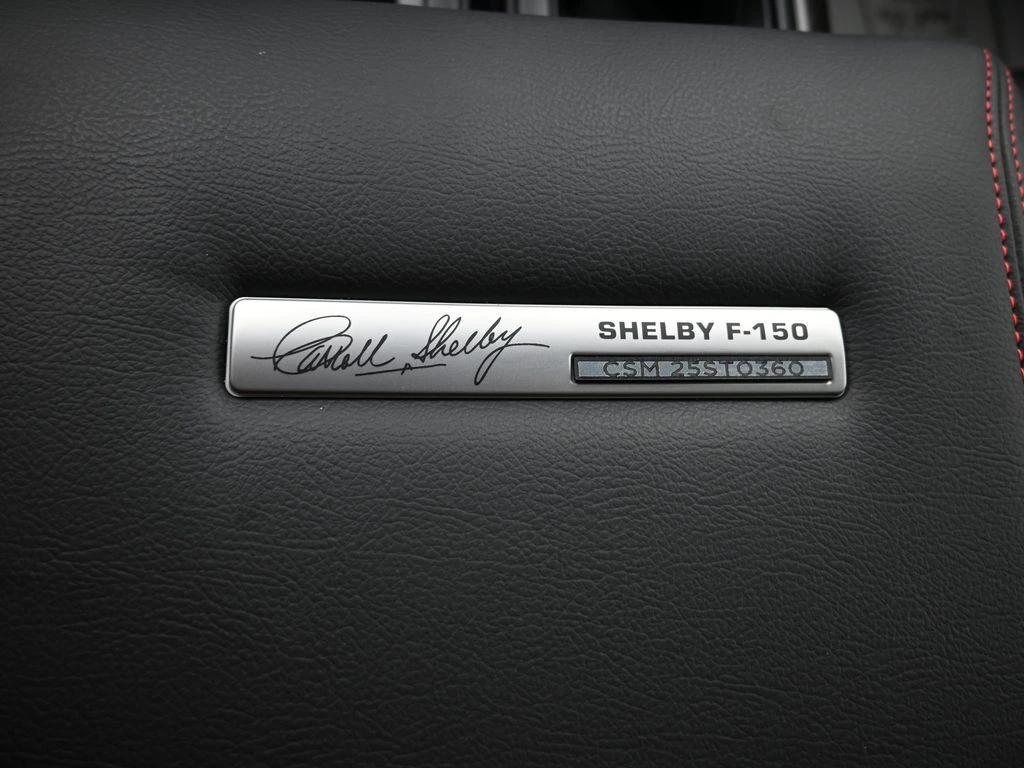 Carroll Shelby
SHELBY F-150
CSM 25ST0360